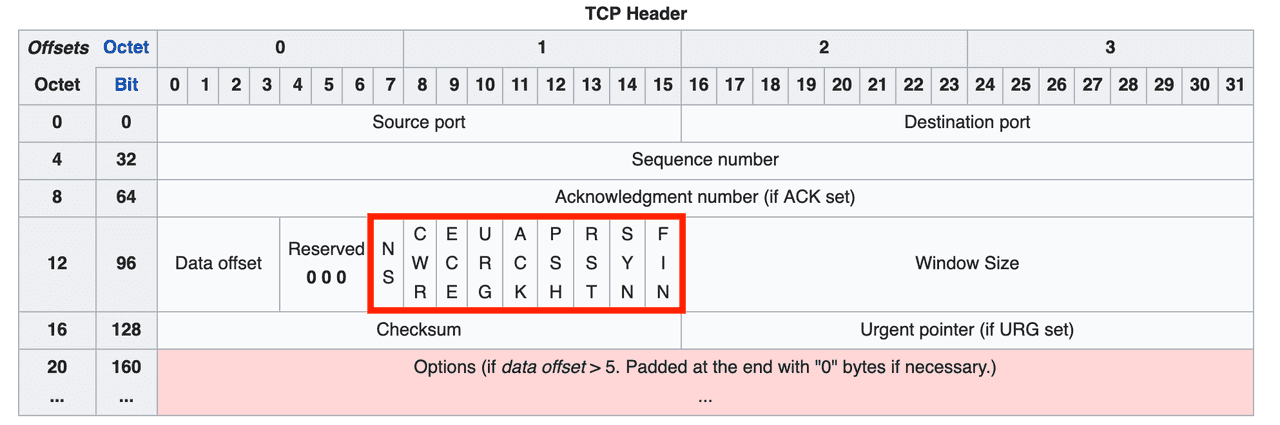 TCP Header
Offsets Octet 0 1 2 3
Octet Bit 0 1 2 3 4 5 6 7 8 9 10 11 12 13 14 15 16 17 18 19 20 21 22 23 24 25 26 27 28 29 30 31
0 0 Source port Destination port
4 32 Sequence number
8 64 Acknowledgment number (if ACK set)
12 96 Data offset Reserved 0 0 0 NS CWR ECE URG ACK PSH RST SYN FIN Window Size
16 128 Checksum Urgent pointer (if URG set)
20 160 Options (if data offset > 5. Padded at the end with "0" bytes if necessary.)
... ... ...